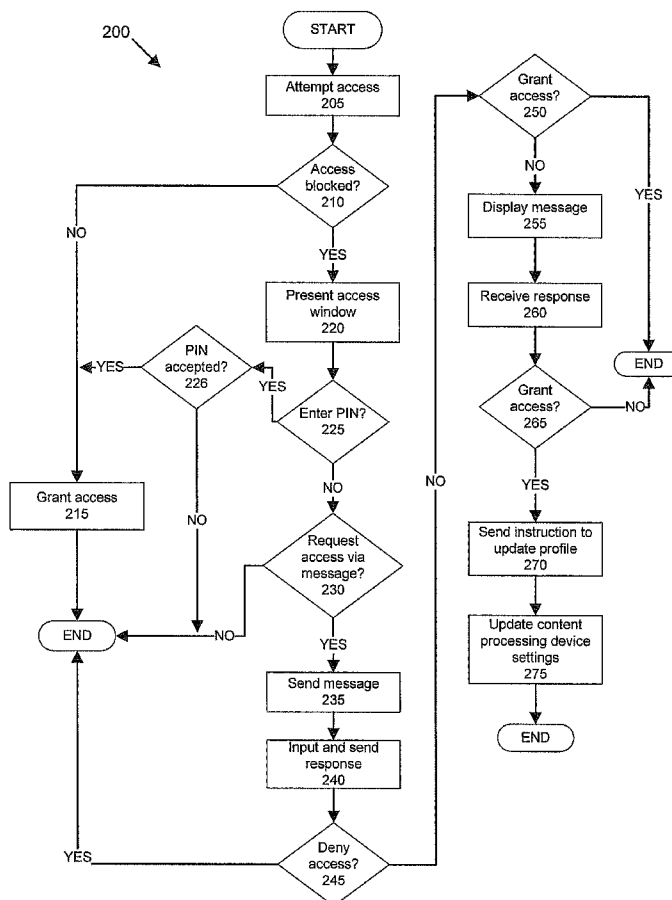 200
START
Attempt access
205
Access
blocked?
210
NO
YES
Present access
window
220
PIN
accepted?
226
YES
YES
Enter PIN?
225
NO
NO
Grant access
215
Request
access via
message?
230
NO
END
YES
Send message
235
Input and send
response
240
Deny
access?
245
YES
NO
Grant
access?
250
NO
YES
Display message
255
Receive response
260
END
Grant
access?
265
NO
YES
Send instruction to
update profile
270
Update content
processing device
settings
275
END